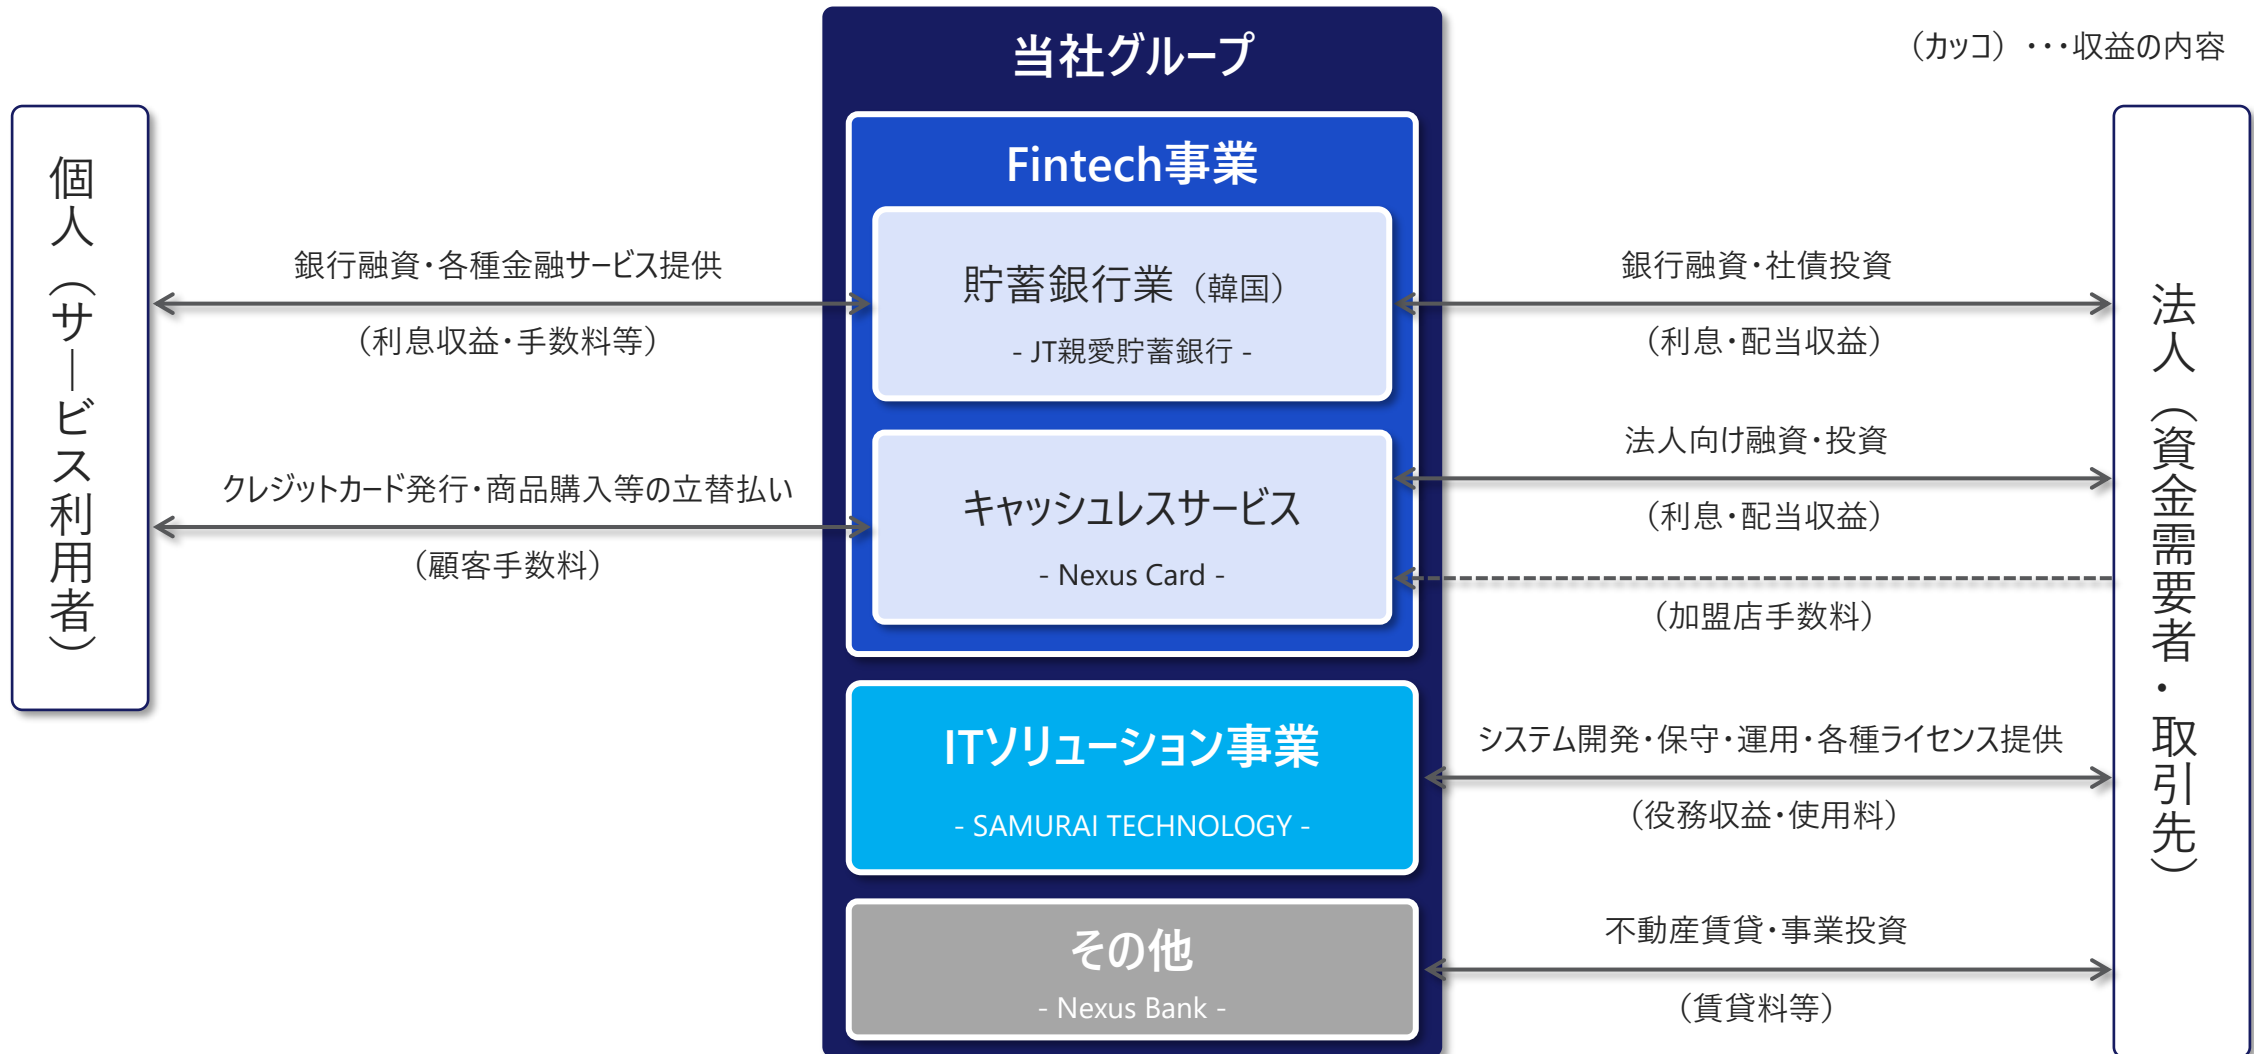 当社グループ
(カッコ)・・・収益の内容
個人(サービス利用者)
Fintech事業
銀行融資・各種金融サービス提供
(利息収益・手数料等)
貯蓄銀行業(韓国)
- JT親愛貯蓄銀行 -
銀行融資・社債投資
(利息・配当収益)
クレジットカード発行・商品購入等の立替払い
(顧客手数料)
キャッシュレスサービス
- Nexus Card -
法人向け融資・投資
(利息・配当収益)
(加盟店手数料)
ITソリューション事業
- SAMURAI TECHNOLOGY -
システム開発・保守・運用・各種ライセンス提供
(役務収益・使用料)
その他
- Nexus Bank -
不動産賃貸・事業投資
(賃貸料等)
法人(資金需要者・取引先)